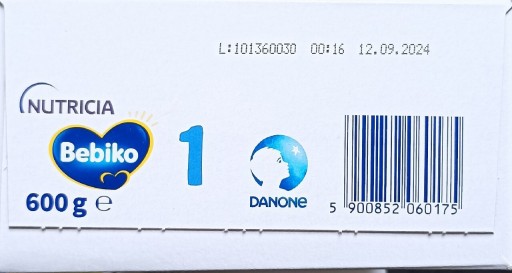 L:101360030 00:16 12.09.2024
NUTRICIA
Bebiko
1
600 g ℮
DANONE
5 900852 060175